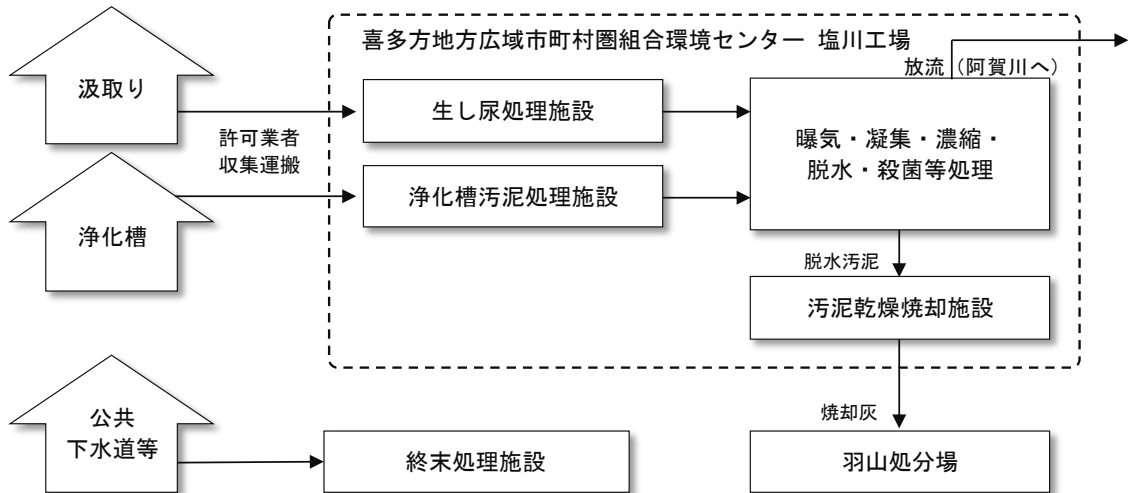 喜多方地方広域市町村圏組合環境センター 塩川工場
放流（阿賀川へ）
汲取り
生し尿処理施設
許可業者
収集運搬
曝気・凝集・濃縮・
脱水・殺菌等処理
浄化槽汚泥処理施設
浄化槽
脱水汚泥
汚泥乾燥焼却施設
焼却灰
公共
下水道等
終末処理施設
羽山処分場